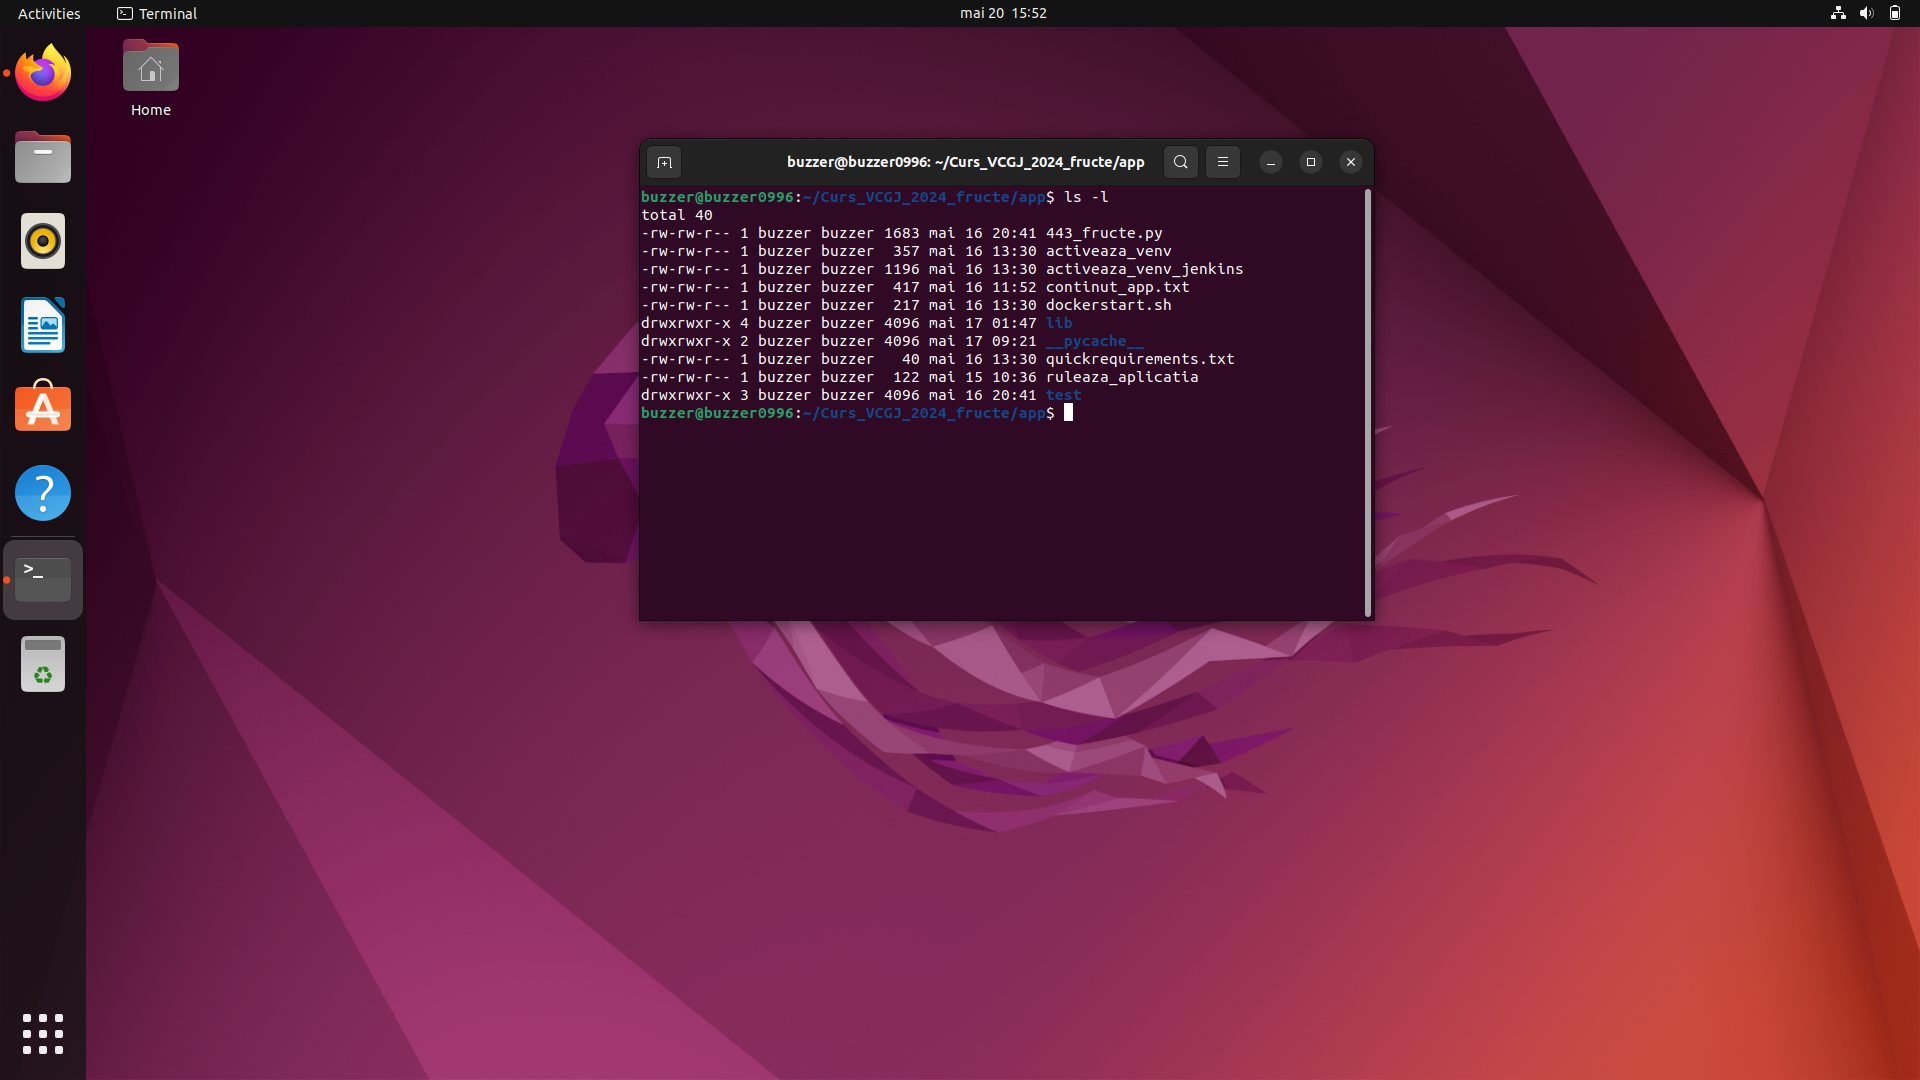 Activities Terminal mai 20 15:52
Home
buzzer@buzzer0996: ~/Curs_VCGJ_2024_fructe/app
buzzer@buzzer0996:~/Curs_VCGJ_2024_fructe/app$ ls -l
total 40
-rw-rw-r-- 1 buzzer buzzer 1683 mai 16 20:41 443_fructe.py
-rw-rw-r-- 1 buzzer buzzer  357 mai 16 13:30 activeaza_venv
-rw-rw-r-- 1 buzzer buzzer 1196 mai 16 13:30 activeaza_venv_jenkins
-rw-rw-r-- 1 buzzer buzzer  417 mai 16 11:52 continut_app.txt
-rw-rw-r-- 1 buzzer buzzer  217 mai 16 13:30 dockerstart.sh
drwxrwxr-x 4 buzzer buzzer 4096 mai 17 01:47 lib
drwxrwxr-x 2 buzzer buzzer 4096 mai 17 09:21 __pycache__
-rw-rw-r-- 1 buzzer buzzer   40 mai 16 13:30 quickrequirements.txt
-rw-rw-r-- 1 buzzer buzzer  122 mai 15 10:36 ruleaza_aplicatia
drwxrwxr-x 3 buzzer buzzer 4096 mai 16 20:41 test
buzzer@buzzer0996:~/Curs_VCGJ_2024_fructe/app$